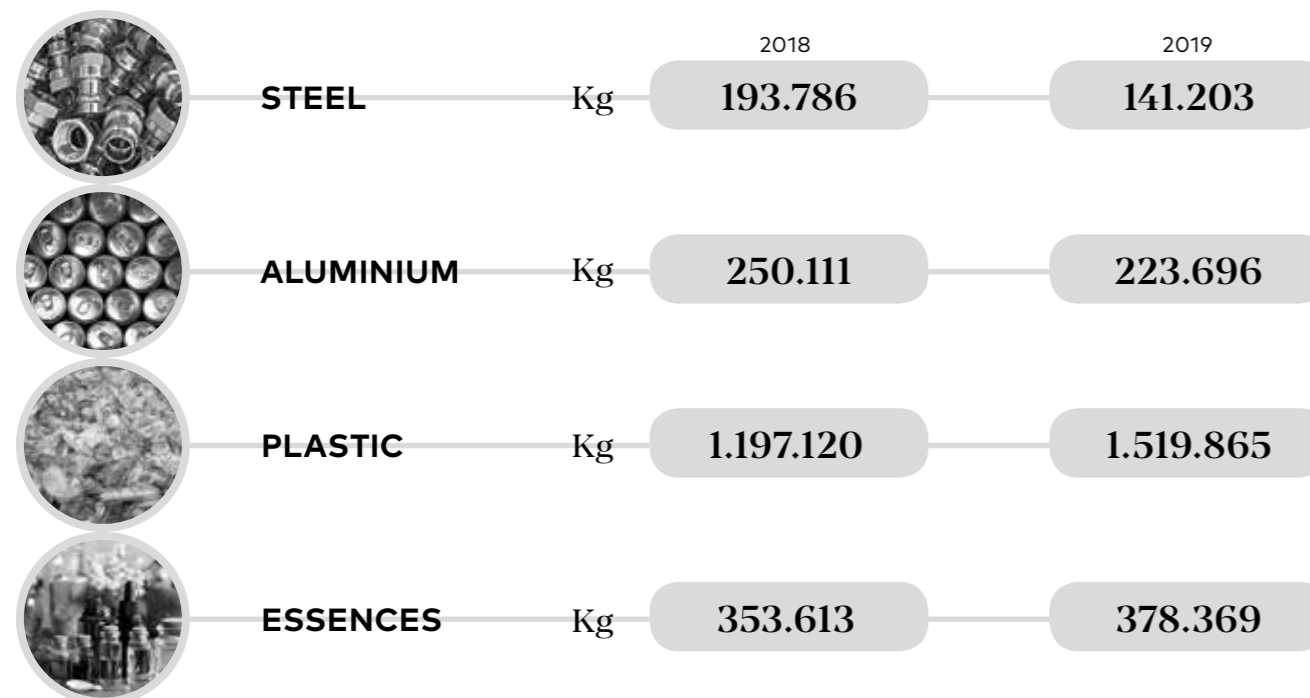 2018 2019
STEEL Kg 193.786 141.203
ALUMINIUM Kg 250.111 223.696
PLASTIC Kg 1.197.120 1.519.865
ESSENCES Kg 353.613 378.369